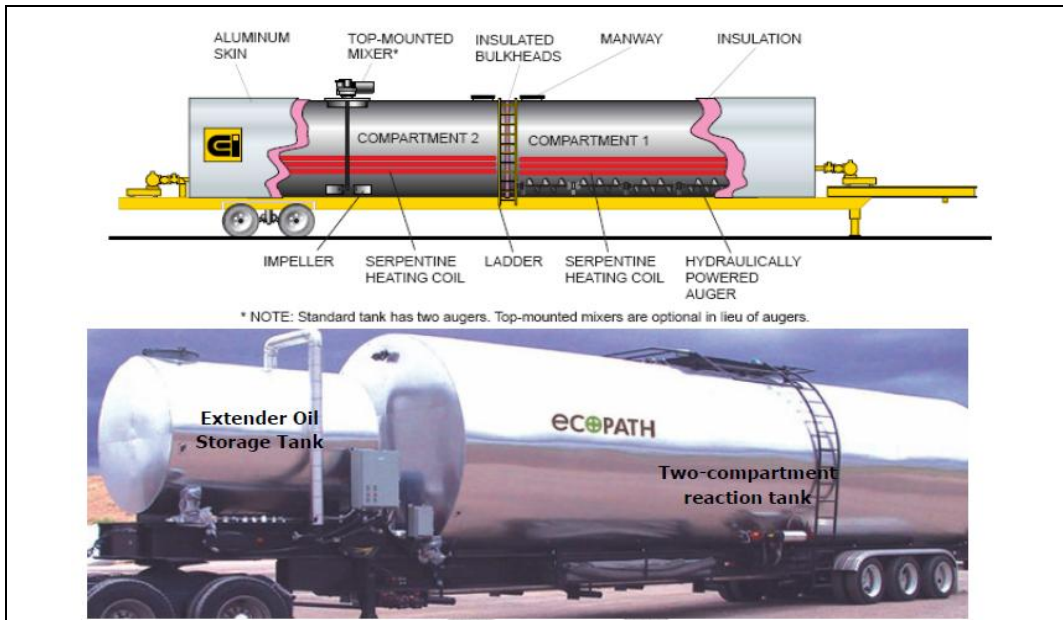 ALUMINUM
SKIN
TOP-MOUNTED
MIXER*
INSULATED
BULKHEADS
MANWAY
INSULATION
COMPARTMENT 2
COMPARTMENT 1
IMPELLER
SERPENTINE
HEATING COIL
LADDER
SERPENTINE
HEATING COIL
HYDRAULICALLY
POWERED
AUGER
* NOTE: Standard tank has two augers. Top-mounted mixers are optional in lieu of augers.
Extender Oil
Storage Tank
ecopath
Two-compartment
reaction tank